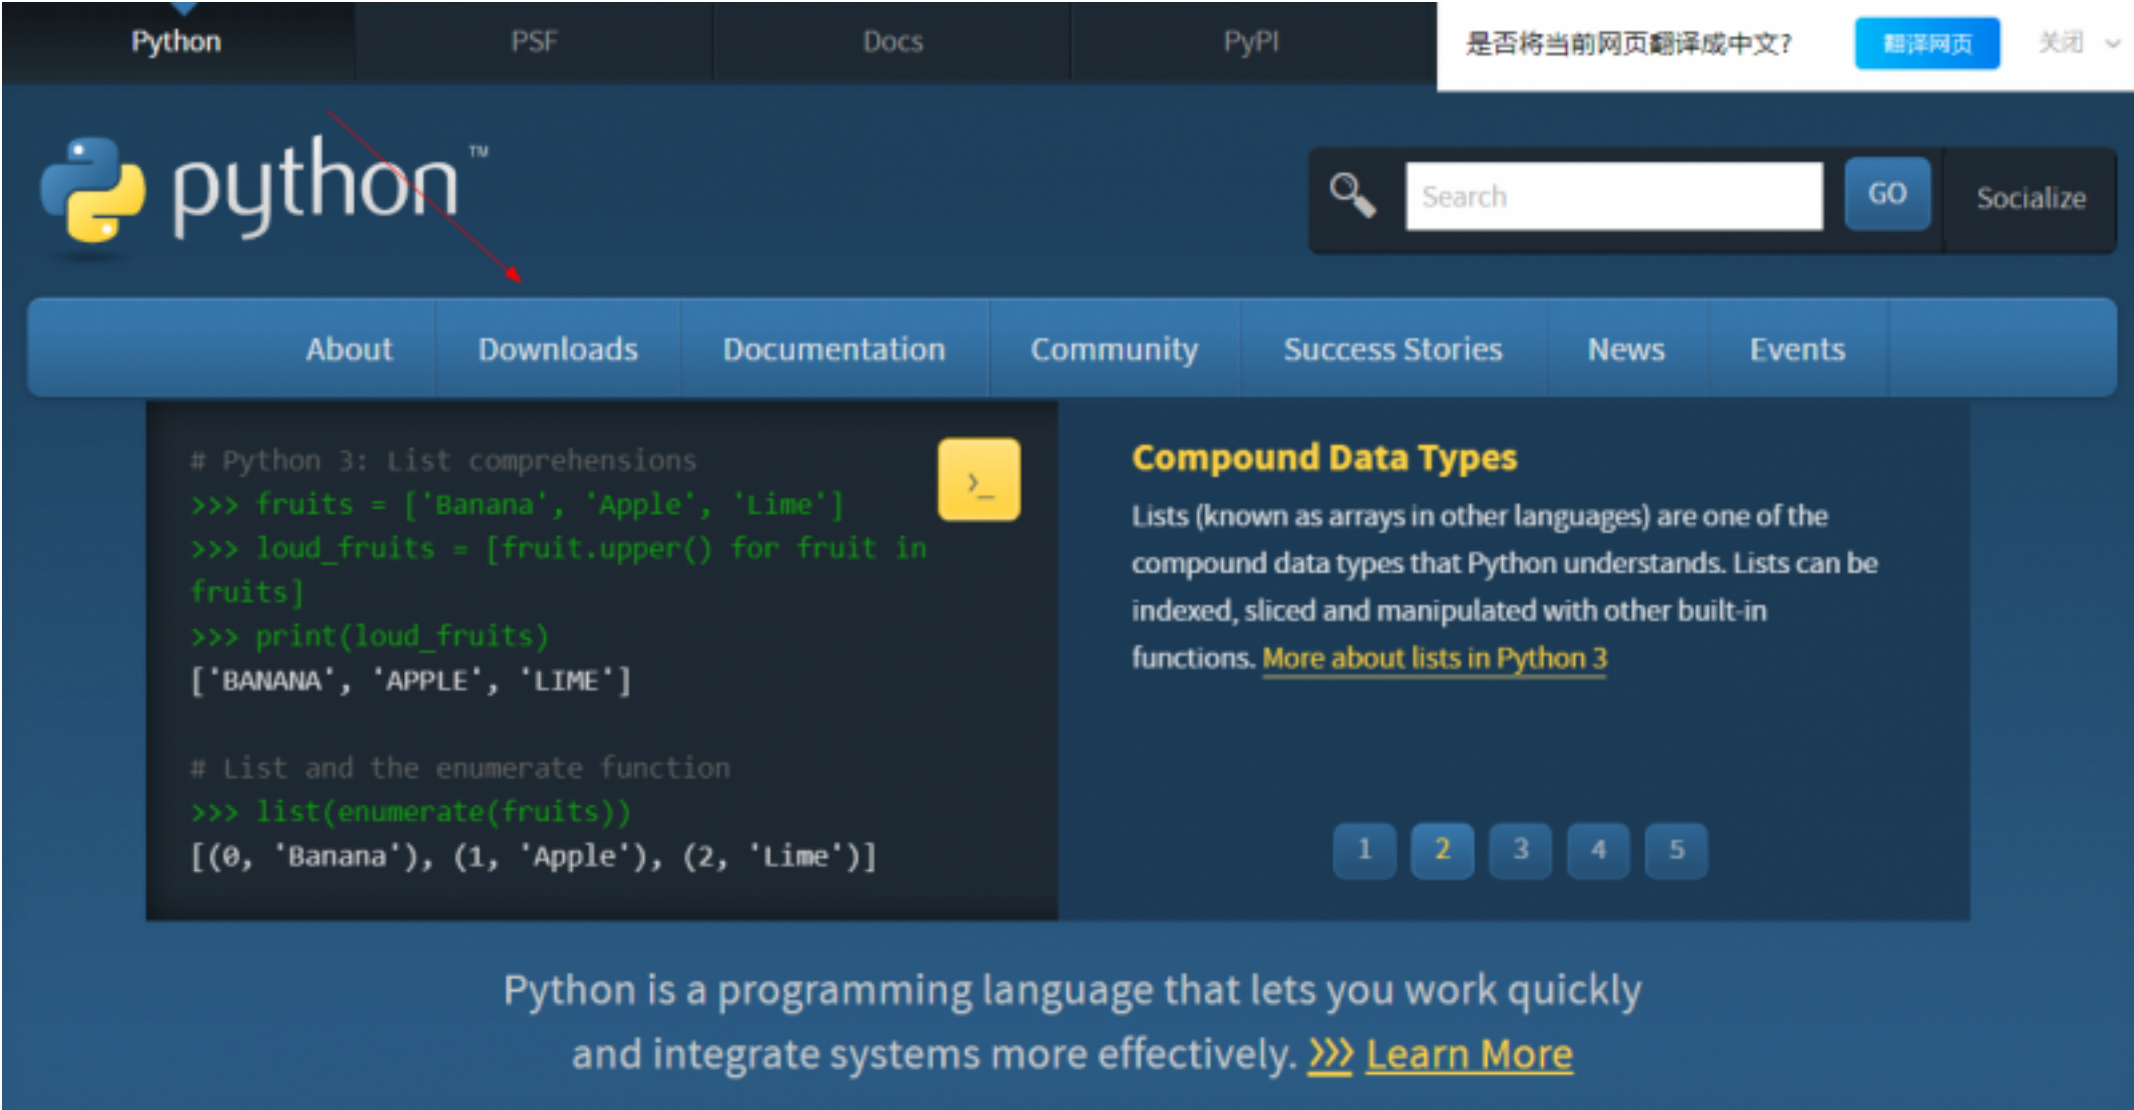 Python PSF Docs PyPI 是否将当前网页翻译成中文? 翻译网页 关闭
python™ Search GO Socialize
About Downloads Documentation Community Success Stories News Events
# Python 3: List comprehensions
>>> fruits = ['Banana', 'Apple', 'Lime']
>>> loud_fruits = [fruit.upper() for fruit in
fruits]
>>> print(loud_fruits)
['BANANA', 'APPLE', 'LIME']
# List and the enumerate function
>>> list(enumerate(fruits))
[(0, 'Banana'), (1, 'Apple'), (2, 'Lime')]
>_
Compound Data Types
Lists (known as arrays in other languages) are one of the
compound data types that Python understands. Lists can be
indexed, sliced and manipulated with other built-in
functions. More about lists in Python 3
1 2 3 4 5
Python is a programming language that lets you work quickly
and integrate systems more effectively. >>> Learn More